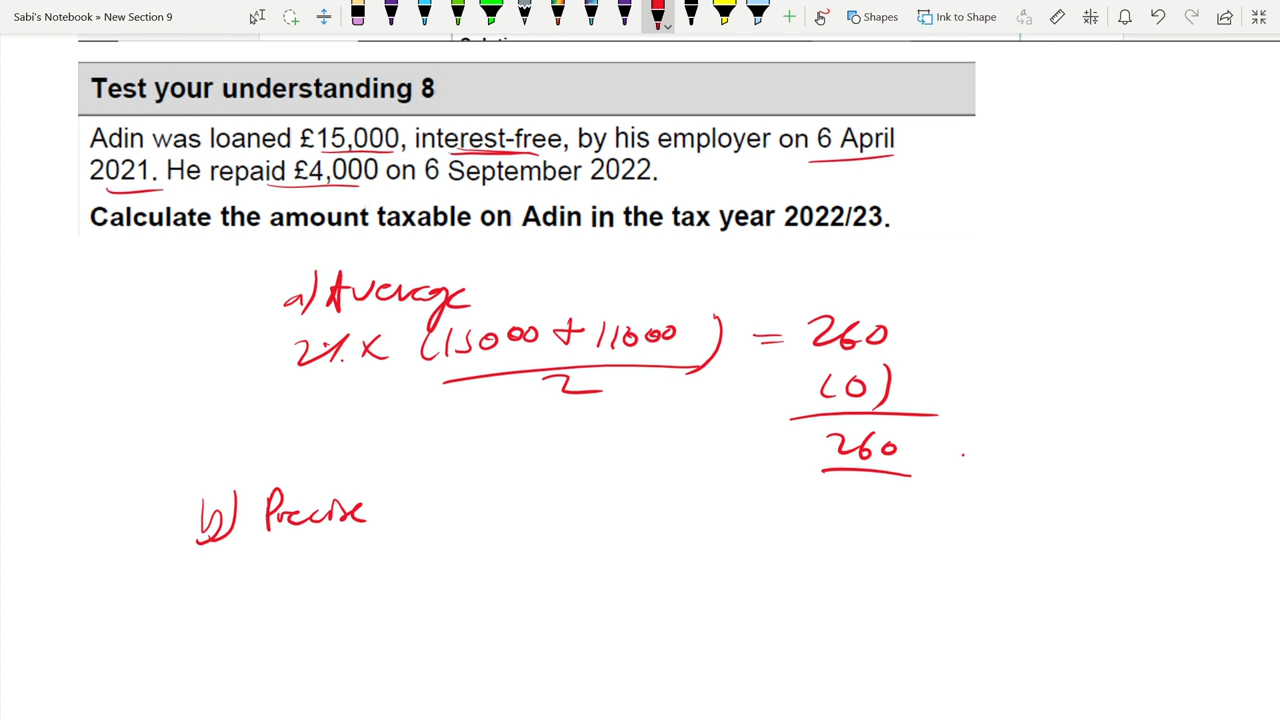 Sabi's Notebook » New Section 9
Shapes
Ink to Shape
Test your understanding 8
Adin was loaned £15,000, interest-free, by his employer on 6 April
2021. He repaid £4,000 on 6 September 2022.
Calculate the amount taxable on Adin in the tax year 2022/23.
a) Average
2% x (15000 + 11000) = 260
2
(0)
260
b) Precise